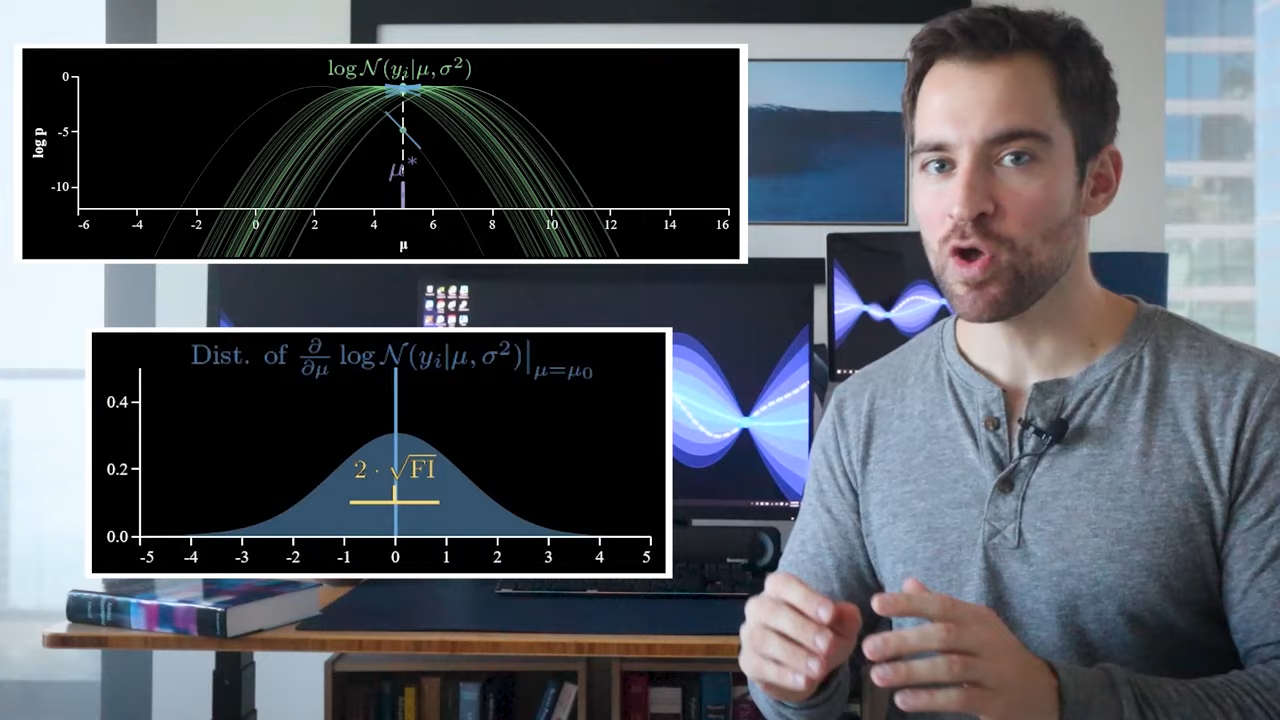 log 𝒩(yᵢ|μ, σ²)
0
-5
-10
log p
μ*
-6 -4 -2 0 2 4 6 8 10 12 14 16
μ
Dist. of ∂/∂μ log 𝒩(yᵢ|μ, σ²)|μ=μ₀
0.4
0.2
0.0
2 · √FI
-5 -4 -3 -2 -1 0 1 2 3 4 5